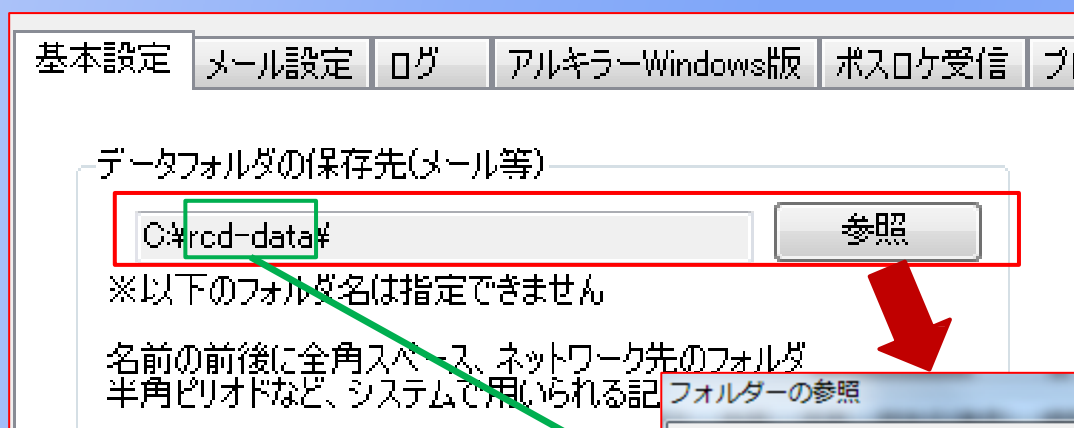 基本設定 メール設定 ログ アルキラーWindows版 ポスロケ受信
データフォルダの保存先(メール等)
C:¥rcd-data¥ 参照
※以下のフォルダ名は指定できません
名前の前後に全角スペース、ネットワーク先のフォルダ
半角ピリオドなど、システムで用いられる記
フォルダーの参照